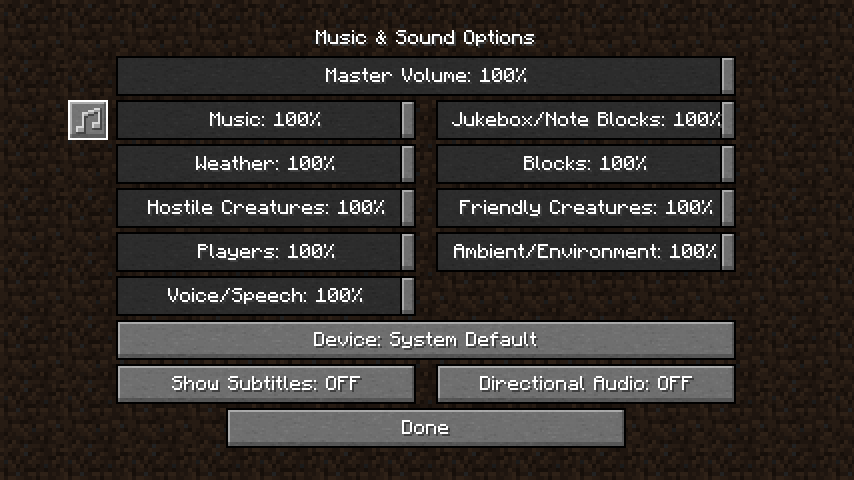 Music & Sound Options
Master Volume: 100%
Music: 100%
Jukebox/Note Blocks: 100%
Weather: 100%
Blocks: 100%
Hostile Creatures: 100%
Friendly Creatures: 100%
Players: 100%
Ambient/Environment: 100%
Voice/Speech: 100%
Device: System Default
Show Subtitles: OFF
Directional Audio: OFF
Done